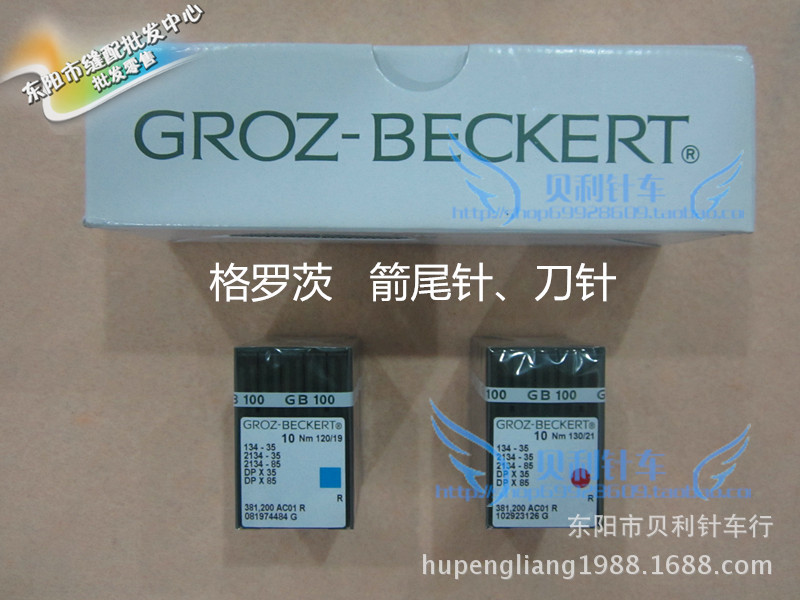 东阳市缝配批发中心
批发零售
GROZ-BECKERT®
贝利针车
http://shop69928609.taobao.co
格罗茨 箭尾针、刀针
GB 100
GROZ-BECKERT®
10 Nm 120/19
134 - 35
2134 - 35
2134 - 85
DP X 35
DP X 85
R
381,200 AC01 R
081974484 G
GB 100
GROZ-BECKERT®
10 Nm 130/21
134 - 35
2134 - 35
2134 - 85
DP X 35
DP X 85
R
381,200 AC01 R
102923126 G
贝利针车
东阳市贝利针车行
hupengliang1988.1688.com